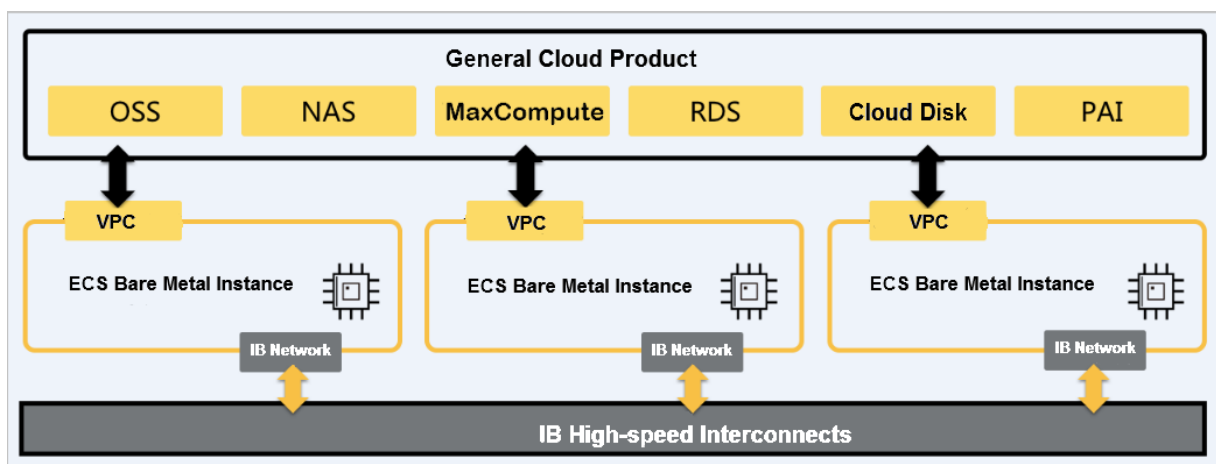 General Cloud Product
OSS
NAS
MaxCompute
RDS
Cloud Disk
PAI
VPC
VPC
VPC
ECS Bare Metal Instance
ECS Bare Metal Instance
ECS Bare Metal Instance
IB Network
IB Network
IB Network
IB High-speed Interconnects